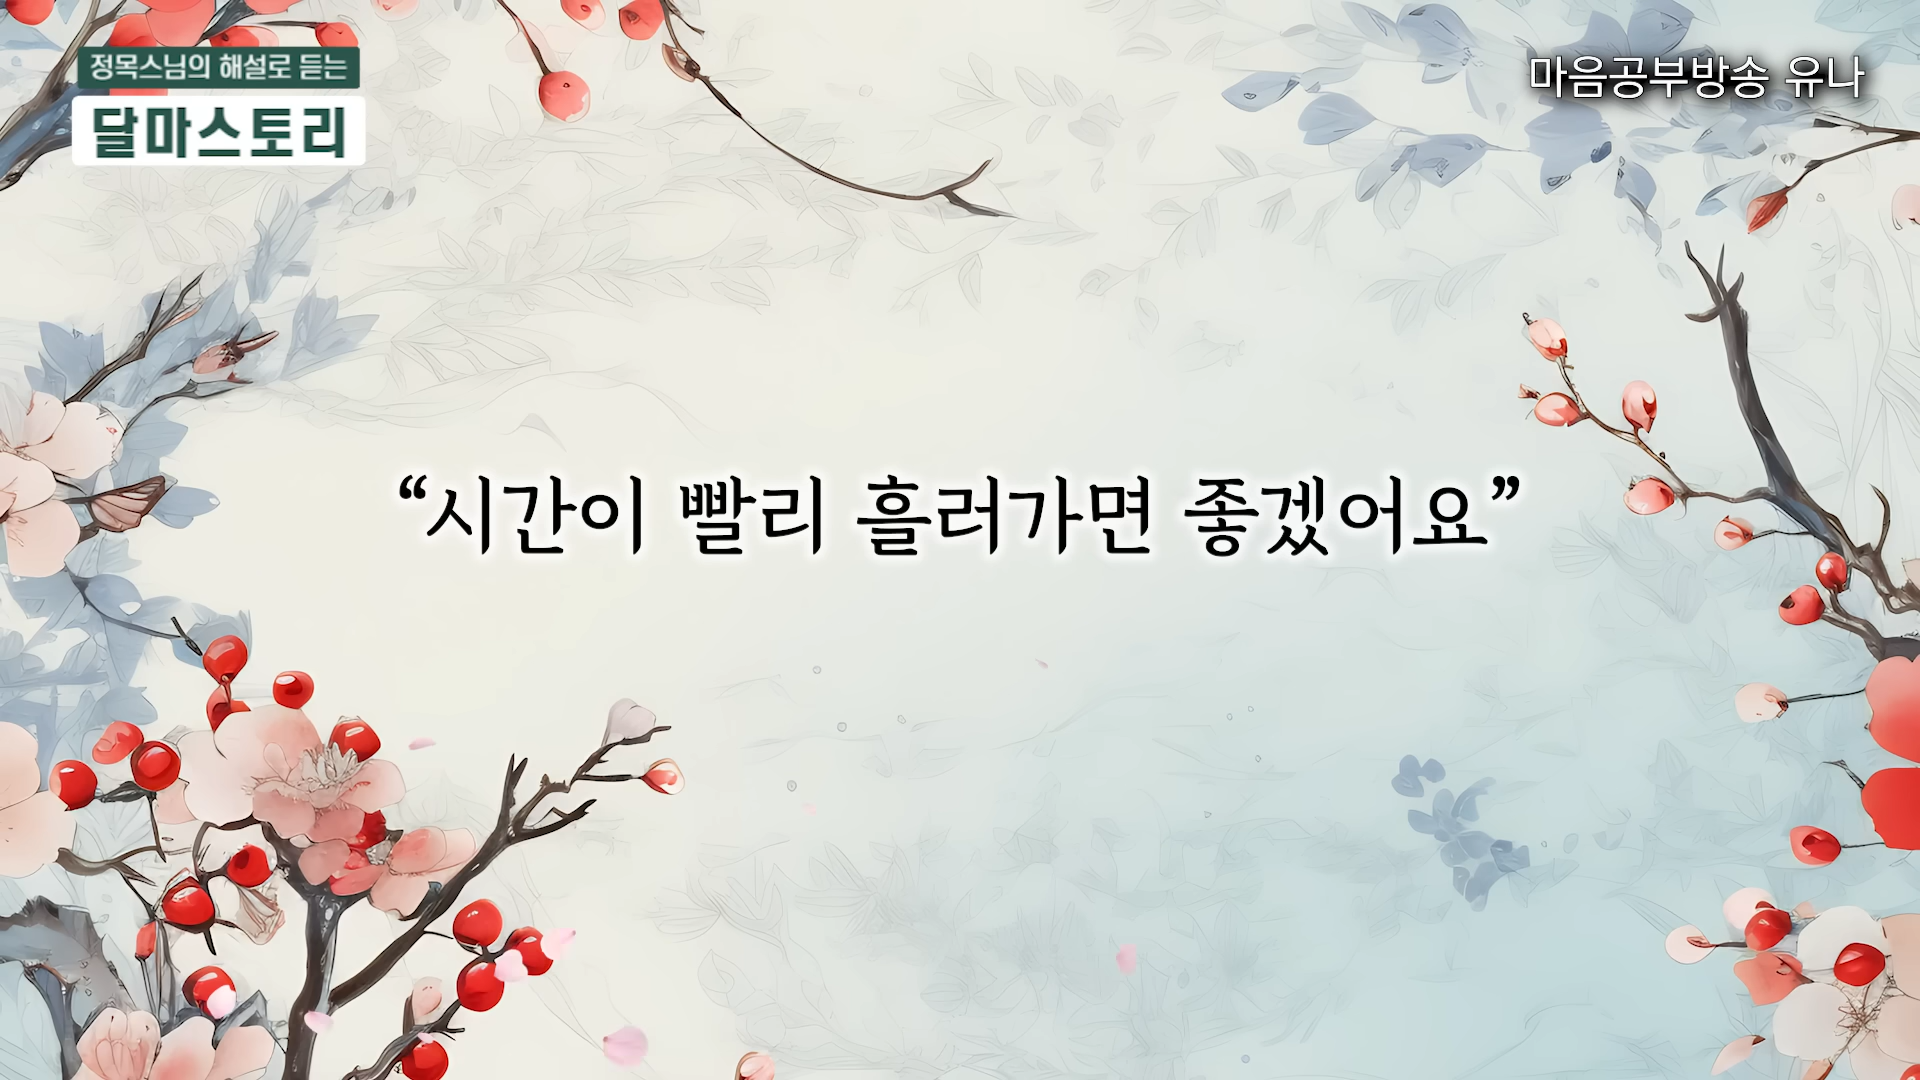 정목스님의 해설로 듣는
달마스토리
마음공부방송 유나
“시간이 빨리 흘러가면 좋겠어요”